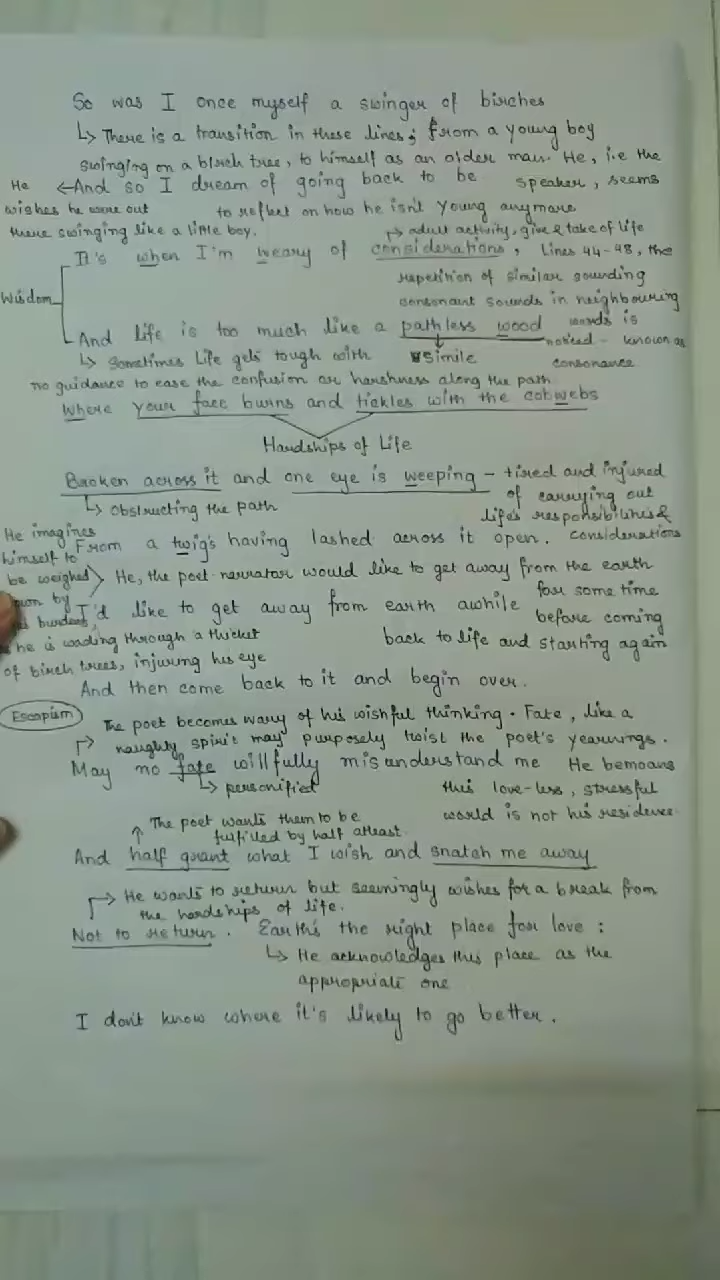 So was I once myself a swinger of birches
↳ There is a transition in these lines; from a young boy
swinging on a birch tree, to himself as an older man. He, i.e the
He ← And so I dream of going back to be speaker, seems
wishes he were out to reflect on how he isn't young anymore
there swinging like a little boy. ↳ adult activity, give & take of life
It's when I'm weary of considerations, Lines 44-48, the
repetition of similar sounding
Wisdom consonant sounds in neighbouring
And life is too much like a pathless wood words is
↳ Sometimes Life gets tough with simile noticed - known as
consonance
no guidance to ease the confusion or harshness along the path
Where your face burns and tickles with the cobwebs
Hardships of Life
Broken across it and one eye is weeping - tired and injured
↳ Obstructing the path of carrying out
life's responsibilities &
He imagines From a twig's having lashed across it open. considerations
himself to
be weighed > He, the poet-narrator would like to get away from the earth
down by for some time
burdens, I'd like to get away from earth awhile before coming
he is wading through a thicket back to life and starting again
of birch trees, injuring his eye
And then come back to it and begin over.
Escapism The poet becomes wary of his wishful thinking. Fate, like a
naughty spirit may purposely twist the poet's yearnings.
May no fate willfully misunderstand me He bemoans
↳ personified this love-less, stressful
world is not his residence
↑ The poet wants them to be
fulfilled by half atleast.
And half grant what I wish and snatch me away
↱ He wants to return but seemingly wishes for a break from
the hardships of life.
Not to return. Earth's the right place for love:
↳ He acknowledges this place as the
appropriate one
I don't know where it's likely to go better.